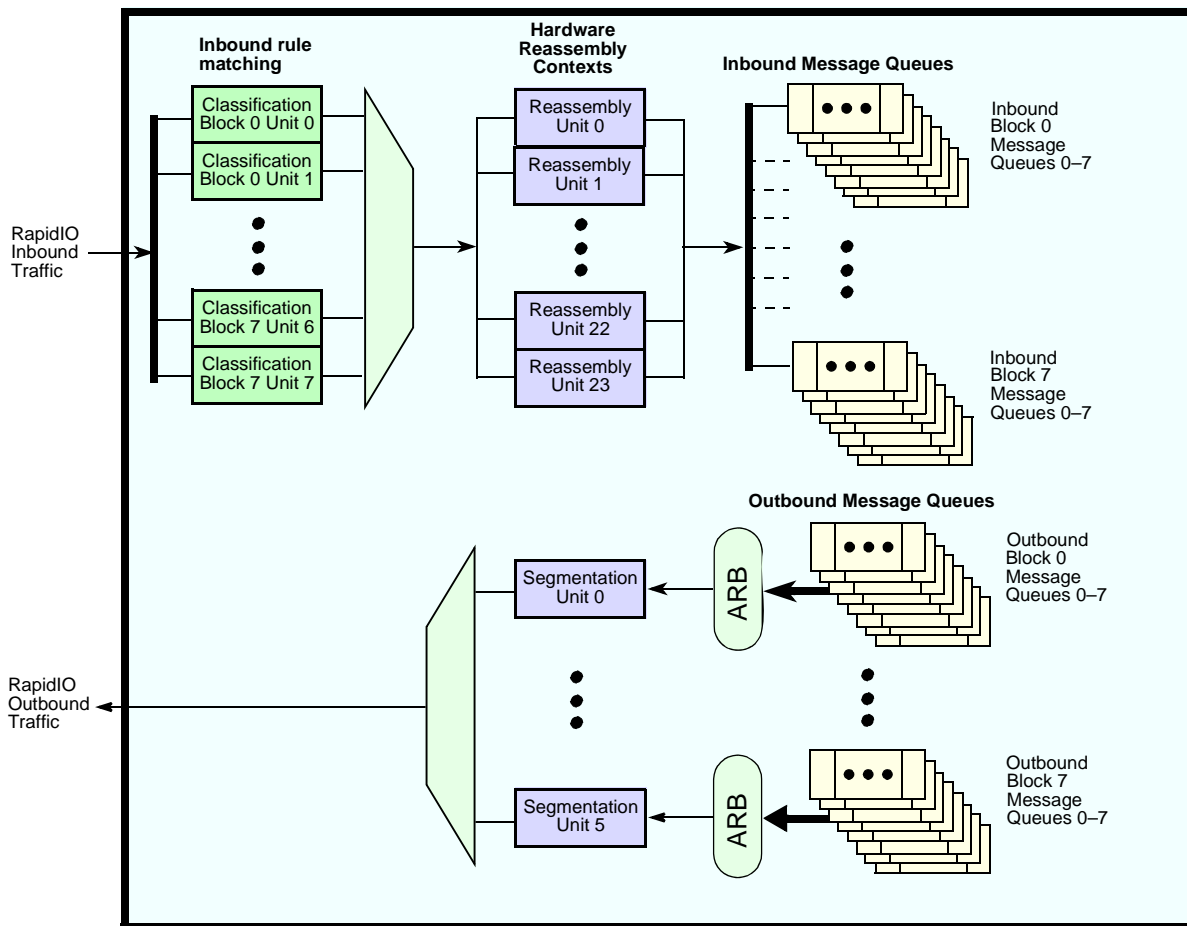 Inbound rule
matching
Hardware
Reassembly
Contexts
Inbound Message Queues
Classification
Block 0 Unit 0
Classification
Block 0 Unit 1
Classification
Block 7 Unit 6
Classification
Block 7 Unit 7
RapidIO
Inbound
Traffic
Reassembly
Unit 0
Reassembly
Unit 1
Reassembly
Unit 22
Reassembly
Unit 23
Inbound
Block 0
Message
Queues 0–7
Inbound
Block 7
Message
Queues 0–7
Outbound Message Queues
Segmentation
Unit 0
ARB
Outbound
Block 0
Message
Queues 0–7
RapidIO
Outbound
Traffic
Segmentation
Unit 5
ARB
Outbound
Block 7
Message
Queues 0–7